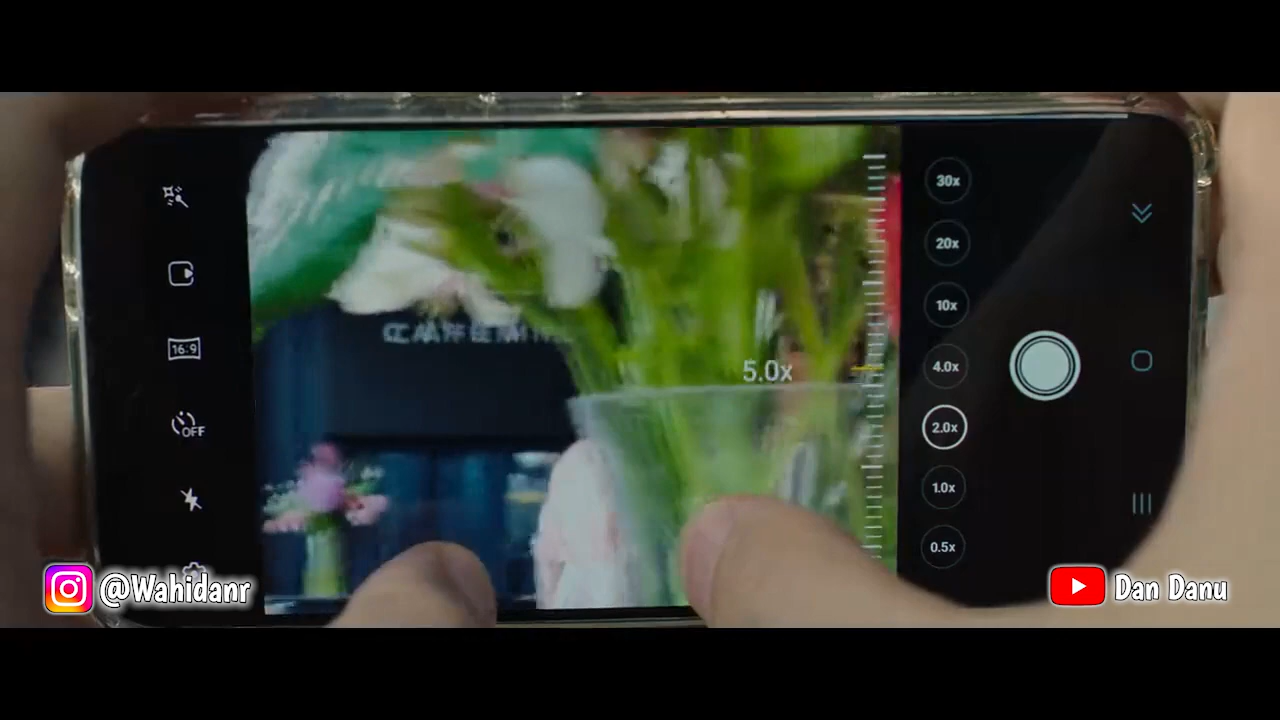 30x
20x
10x
16:9
5.0x
4.0x
OFF
2.0x
1.0x
0.5x
@Wahidanr
Dan Danu